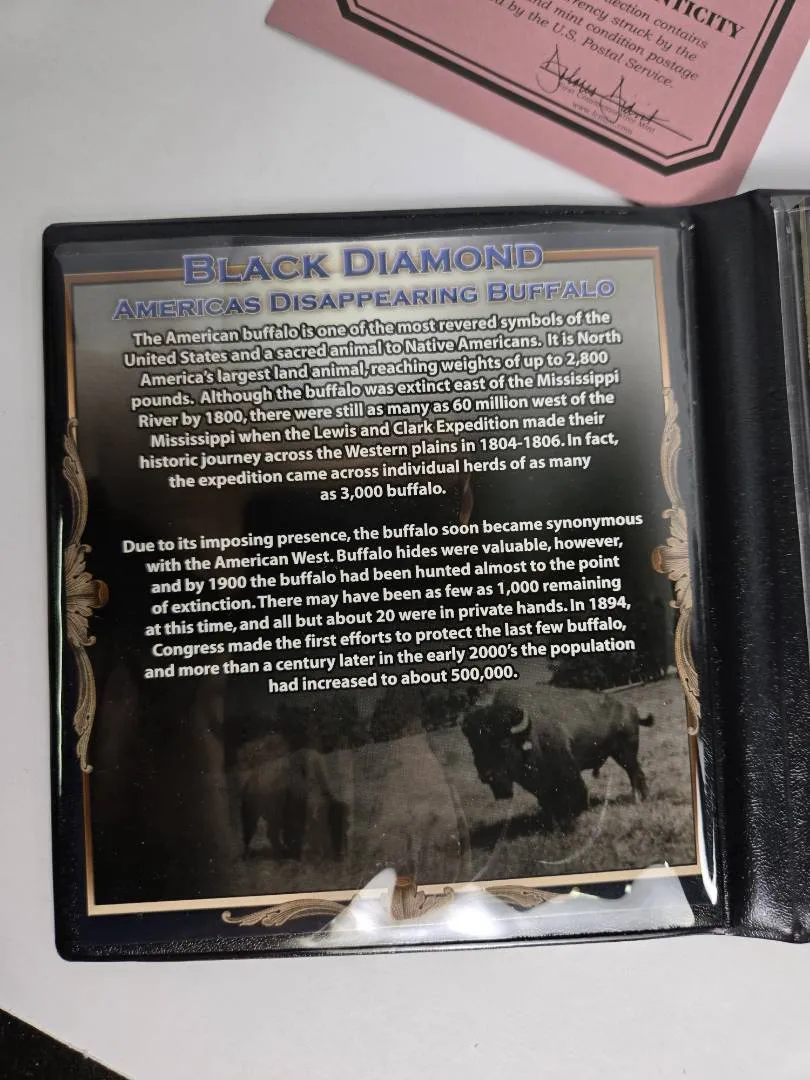 NTICITY
ection contains
rrency struck by the
and mint condition postage
ed by the U.S. Postal Service.
First Commemorative Mint
BLACK DIAMOND
AMERICAS DISAPPEARING BUFFALO
The American buffalo is one of the most revered symbols of the
United States and a sacred animal to Native Americans. It is North
America's largest land animal, reaching weights of up to 2,800
pounds. Although the buffalo was extinct east of the Mississippi
River by 1800, there were still as many as 60 million west of the
Mississippi when the Lewis and Clark Expedition made their
historic journey across the Western plains in 1804-1806. In fact,
the expedition came across individual herds of as many
as 3,000 buffalo.
Due to its imposing presence, the buffalo soon became synonymous
with the American West. Buffalo hides were valuable, however,
and by 1900 the buffalo had been hunted almost to the point
of extinction. There may have been as few as 1,000 remaining
at this time, and all but about 20 were in private hands. In 1894,
Congress made the first efforts to protect the last few buffalo,
and more than a century later in the early 2000's the population
had increased to about 500,000.